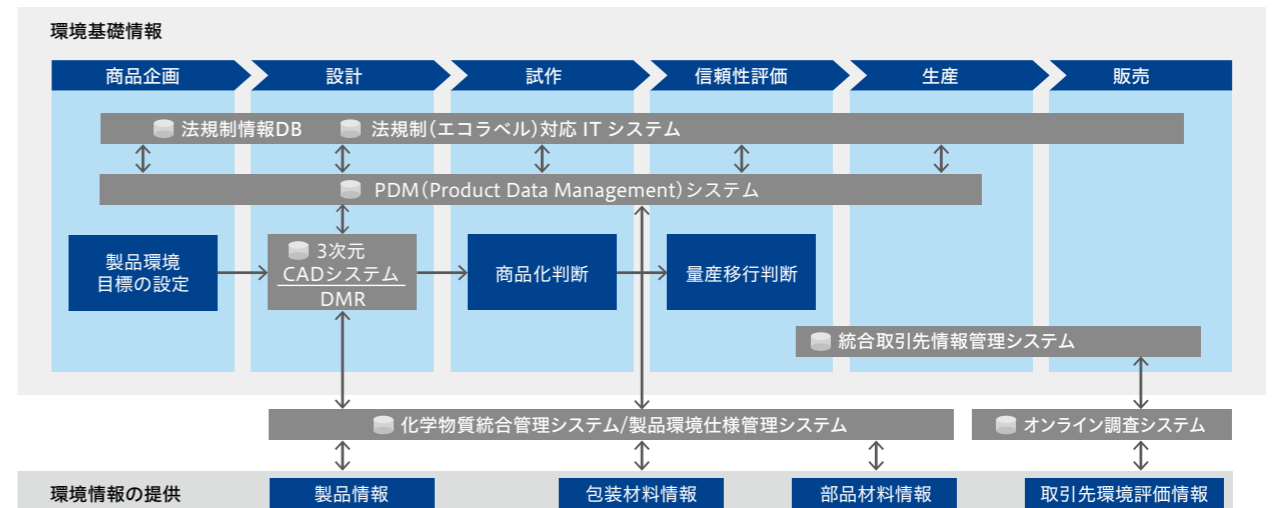 環境基礎情報
商品企画
設計
試作
信頼性評価
生産
販売
法規制情報DB
法規制(エコラベル)対応 IT システム
PDM(Product Data Management)システム
製品環境
目標の設定
3次元
CADシステム
DMR
商品化判断
量産移行判断
統合取引先情報管理システム
化学物質統合管理システム/製品環境仕様管理システム
オンライン調査システム
環境情報の提供
製品情報
包装材料情報
部品材料情報
取引先環境評価情報